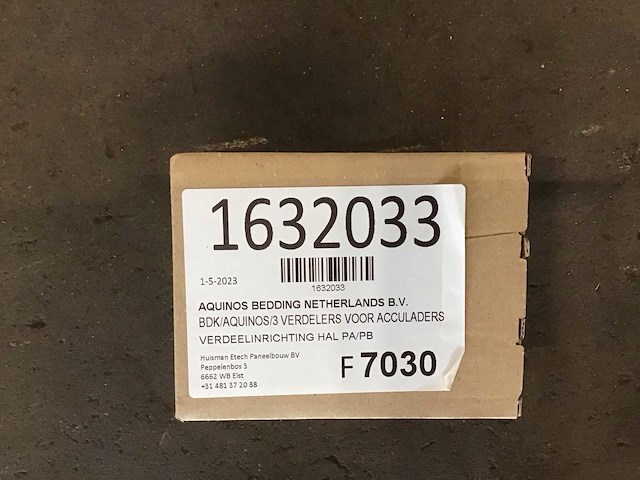 1632033
1-5-2023
1632033
AQUINOS BEDDING NETHERLANDS B.V.
BDK/AQUINOS/3 VERDELERS VOOR ACCULADERS
VERDEELINRICHTING HAL PA/PB
Huisman Etech Paneelbouw BV
Peppelenbos 3
6662 WB Elst
+31 481 37 20 88
F 7030